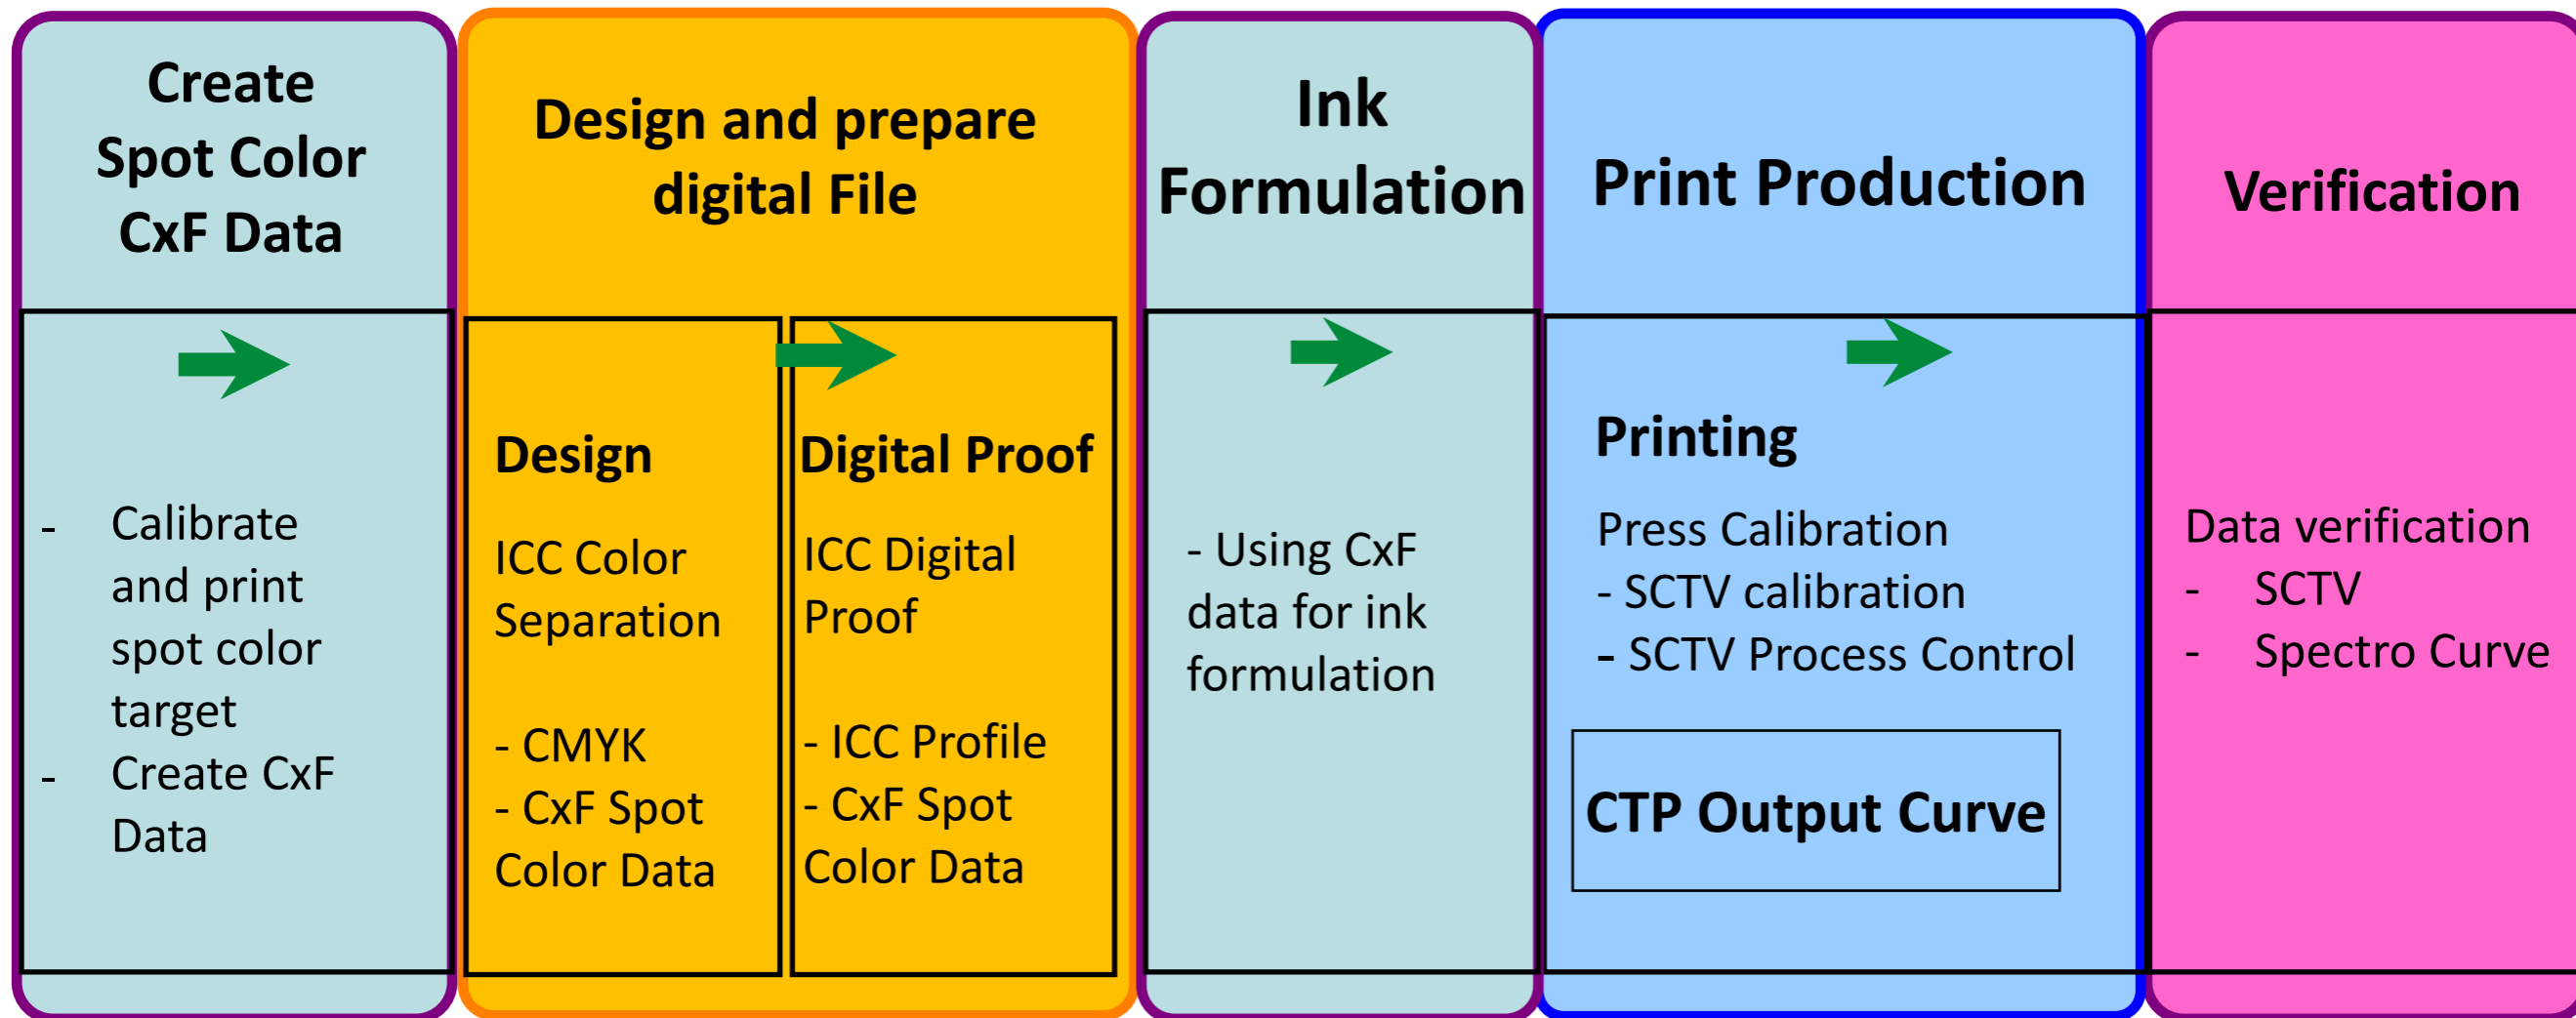 Create
Spot Color
CxF Data
- Calibrate
and print
spot color
target
- Create CxF
Data
Design and prepare
digital File
Design
ICC Color
Separation
- CMYK
- CxF Spot
Color Data
Digital Proof
ICC Digital
Proof
- ICC Profile
- CxF Spot
Color Data
Ink
Formulation
- Using CxF
data for ink
formulation
Print Production
Printing
Press Calibration
- SCTV calibration
- SCTV Process Control
CTP Output Curve
Verification
Data verification
- SCTV
- Spectro Curve